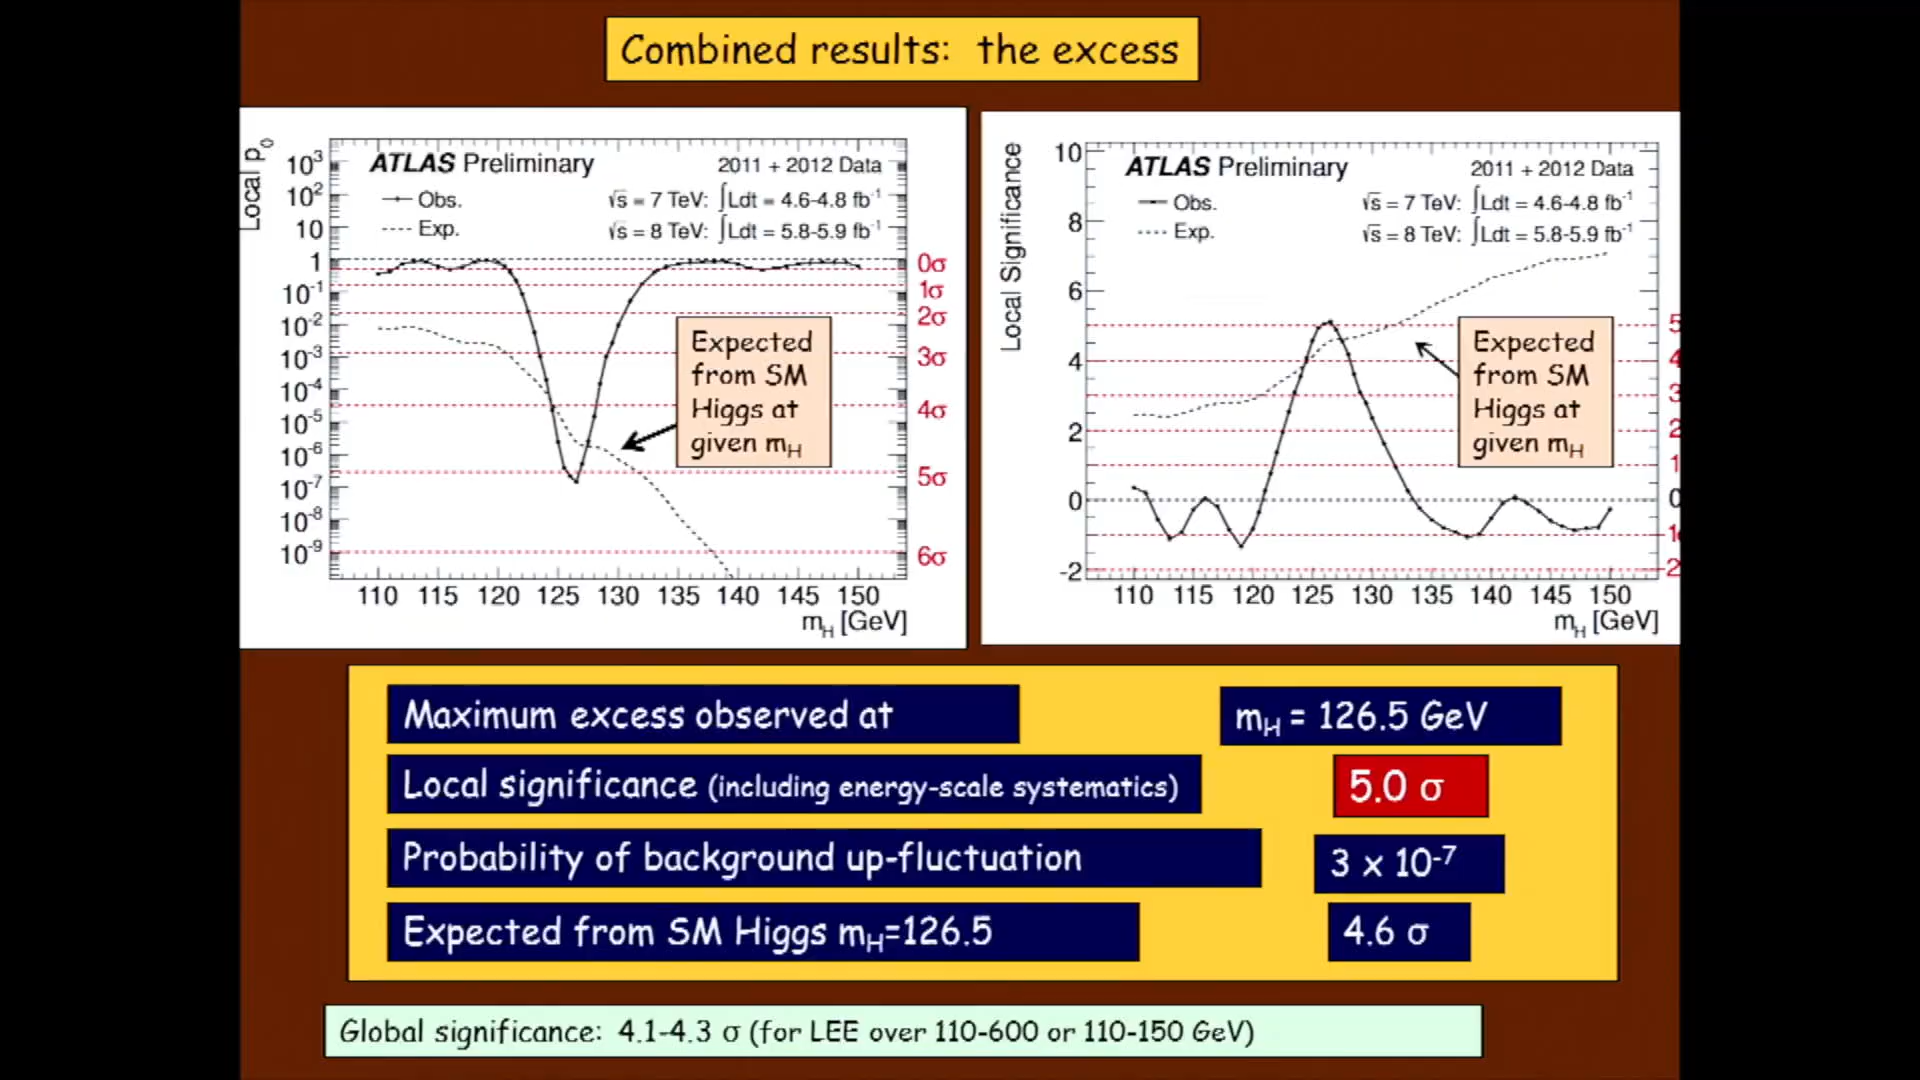 Combined results: the excess
Local p₀
ATLAS Preliminary
2011 + 2012 Data
Obs.
Exp.
√s = 7 TeV: ∫Ldt = 4.6-4.8 fb⁻¹
√s = 8 TeV: ∫Ldt = 5.8-5.9 fb⁻¹
10³
10²
10
1
10⁻¹
10⁻²
10⁻³
10⁻⁴
10⁻⁵
10⁻⁶
10⁻⁷
10⁻⁸
10⁻⁹
0σ
1σ
2σ
3σ
4σ
5σ
6σ
Expected
from SM
Higgs at
given mH
110 115 120 125 130 135 140 145 150
mH [GeV]
Local Significance
ATLAS Preliminary
2011 + 2012 Data
Obs.
Exp.
√s = 7 TeV: ∫Ldt = 4.6-4.8 fb⁻¹
√s = 8 TeV: ∫Ldt = 5.8-5.9 fb⁻¹
10
8
6
4
2
0
-2
5
4
3
2
1
0
-1
-2
Expected
from SM
Higgs at
given mH
110 115 120 125 130 135 140 145 150
mH [GeV]
Maximum excess observed at
mH = 126.5 GeV
Local significance (including energy-scale systematics)
5.0 σ
Probability of background up-fluctuation
3 x 10⁻⁷
Expected from SM Higgs mH=126.5
4.6 σ
Global significance: 4.1-4.3 σ (for LEE over 110-600 or 110-150 GeV)